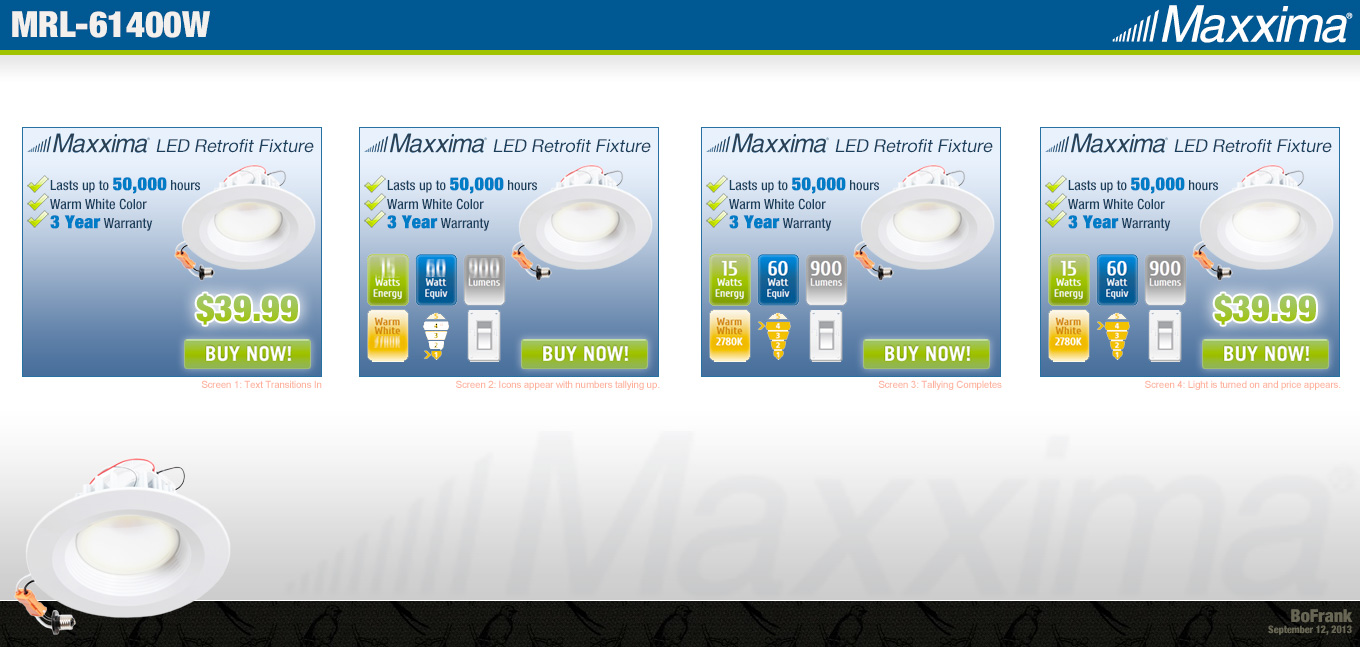 MRL-61400W
Maxxima®
Maxxima® LED Retrofit Fixture
Lasts up to 50,000 hours
Warm White Color
3 Year Warranty
$39.99
BUY NOW!
Screen 1: Text Transitions In
Maxxima® LED Retrofit Fixture
Lasts up to 50,000 hours
Warm White Color
3 Year Warranty
Watts
Energy
60
Watt
Equiv
900
Lumens
Warm
White
5
4
3
2
1
BUY NOW!
Screen 2: Icons appear with numbers tallying up.
Maxxima® LED Retrofit Fixture
Lasts up to 50,000 hours
Warm White Color
3 Year Warranty
15
Watts
Energy
60
Watt
Equiv
900
Lumens
Warm
White
2780K
5
4
3
2
1
BUY NOW!
Screen 3: Tallying Completes
Maxxima® LED Retrofit Fixture
Lasts up to 50,000 hours
Warm White Color
3 Year Warranty
15
Watts
Energy
60
Watt
Equiv
900
Lumens
Warm
White
2780K
5
4
3
2
1
$39.99
BUY NOW!
Screen 4: Light is turned on and price appears.
Maxxima®
BoFrank
September 12, 2013